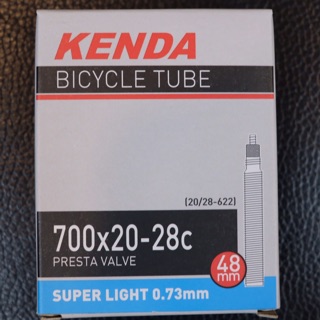 KENDA
BICYCLE TUBE
(20/28-622)
700x20-28c
PRESTA VALVE
48
mm
SUPER LIGHT 0.73mm